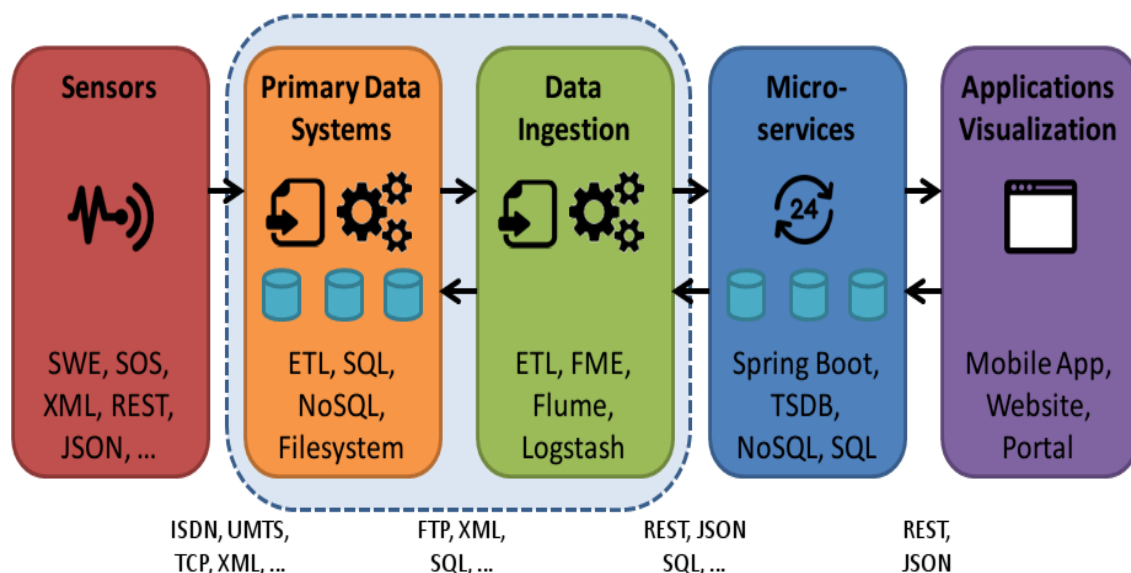 Sensors
SWE, SOS,
XML, REST,
JSON, ...
Primary Data
Systems
ETL, SQL,
NoSQL,
Filesystem
Data
Ingestion
ETL, FME,
Flume,
Logstash
Micro-
services
24
Spring Boot,
TSDB,
NoSQL, SQL
Applications
Visualization
Mobile App,
Website,
Portal
ISDN, UMTS,
TCP, XML, ...
FTP, XML,
SQL, ...
REST, JSON
SQL, ...
REST,
JSON